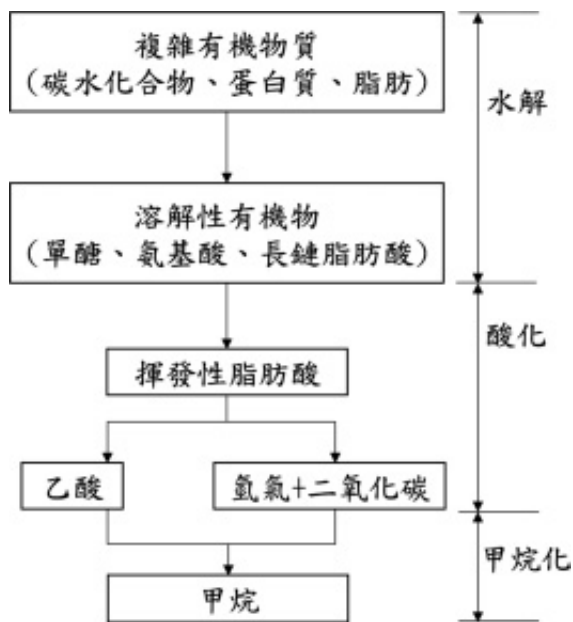 複雜有機物質
（碳水化合物、蛋白質、脂肪）
水解
溶解性有機物
（單醣、氨基酸、長鏈脂肪酸）
酸化
揮發性脂肪酸
乙酸
氫氣+二氧化碳
甲烷化
甲烷